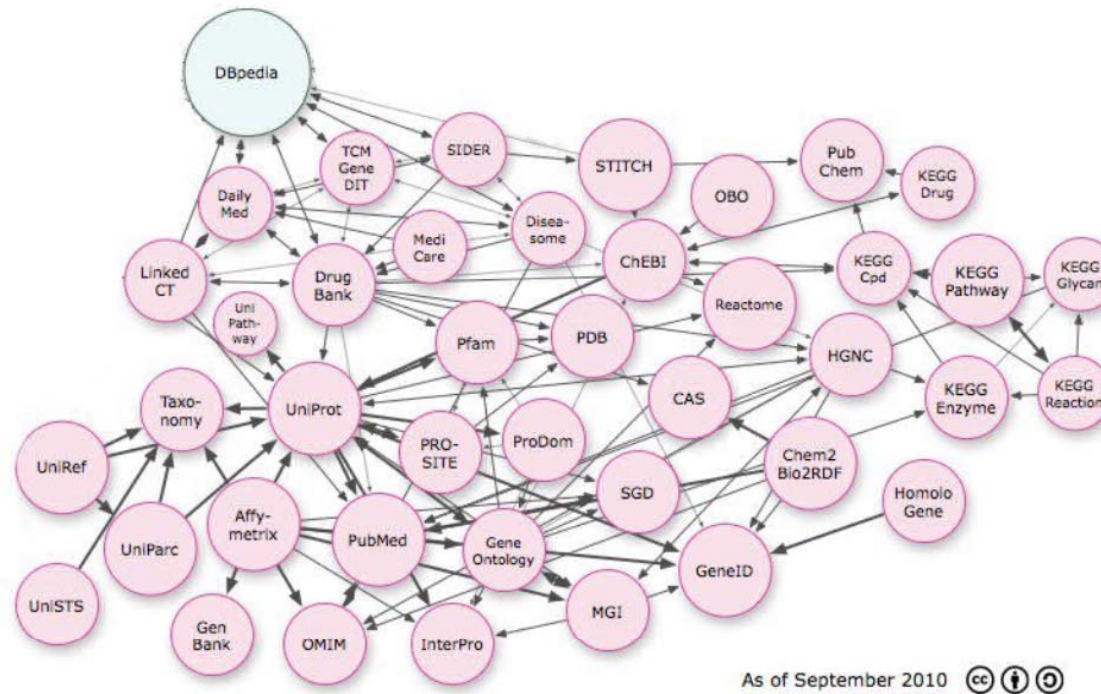 DBpedia
TCM
Gene
DIT
SIDER
STITCH
Pub
Chem
KEGG
Drug
Daily
Med
Medi
Care
Disea-
some
OBO
Linked
CT
Drug
Bank
ChEBI
KEGG
Cpd
KEGG
Pathway
KEGG
Glycan
Uni
Path-
way
Pfam
PDB
Reactome
HGNC
Taxo-
nomy
UniProt
CAS
KEGG
Enzyme
KEGG
Reaction
UniRef
PRO-
SITE
ProDom
Chem2
Bio2RDF
Homolo
Gene
UniParc
Affy-
metrix
PubMed
Gene
Ontology
SGD
GeneID
UniSTS
Gen
Bank
OMIM
InterPro
MGI
As of September 2010
cc